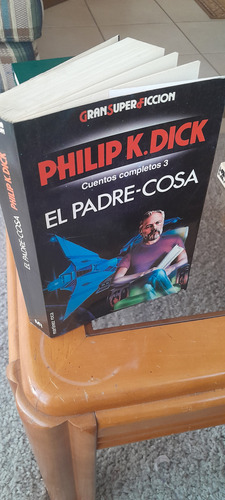 GRAN SUPER FICCION
PHILIP K. DICK
Cuentos completos 3
EL PADRE-COSA
PHILIP K. DICK
EL PADRE-COSA